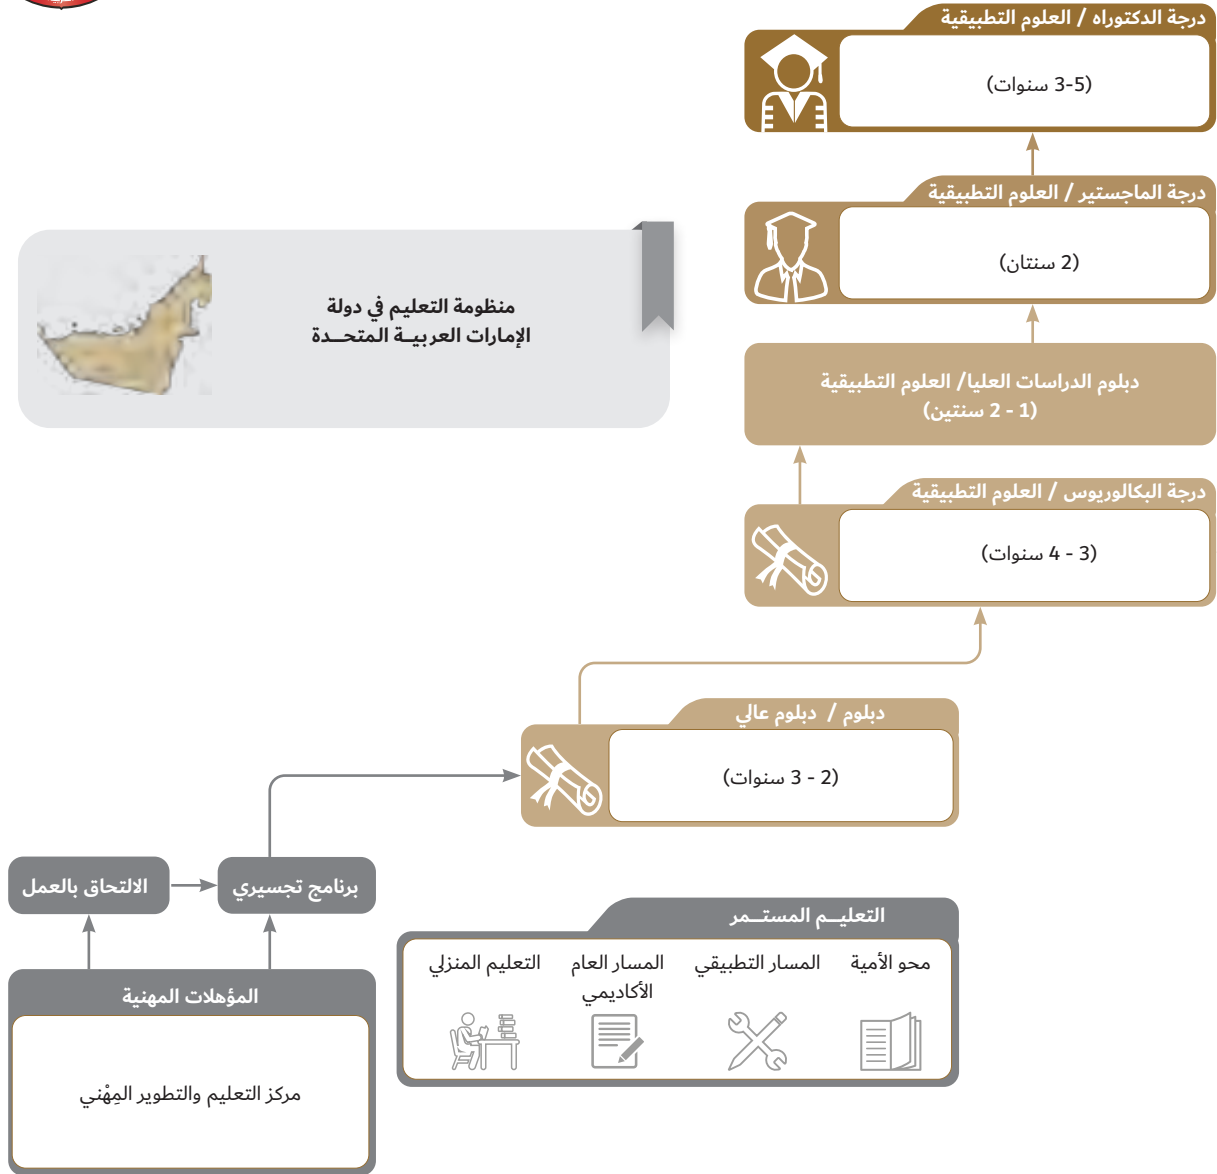 درجة الدكتوراه / العلوم التطبيقية
(3-5 سنوات)
درجة الماجستير / العلوم التطبيقية
(2 سنتان)
منظومة التعليم في دولة
الإمارات العربيــة المتحــدة
دبلوم الدراسات العليا/ العلوم التطبيقية
(1 - 2 سنتين)
درجة البكالوريوس / العلوم التطبيقية
(3 - 4 سنوات)
دبلوم / دبلوم عالي
(2 - 3 سنوات)
برنامج تجسيري
الالتحاق بالعمل
التعليــم المستــمر
محو الأمية
المسار التطبيقي
المسار العام
الأكاديمي
التعليم المنزلي
المؤهلات المهنية
مركز التعليم والتطوير المِهْني